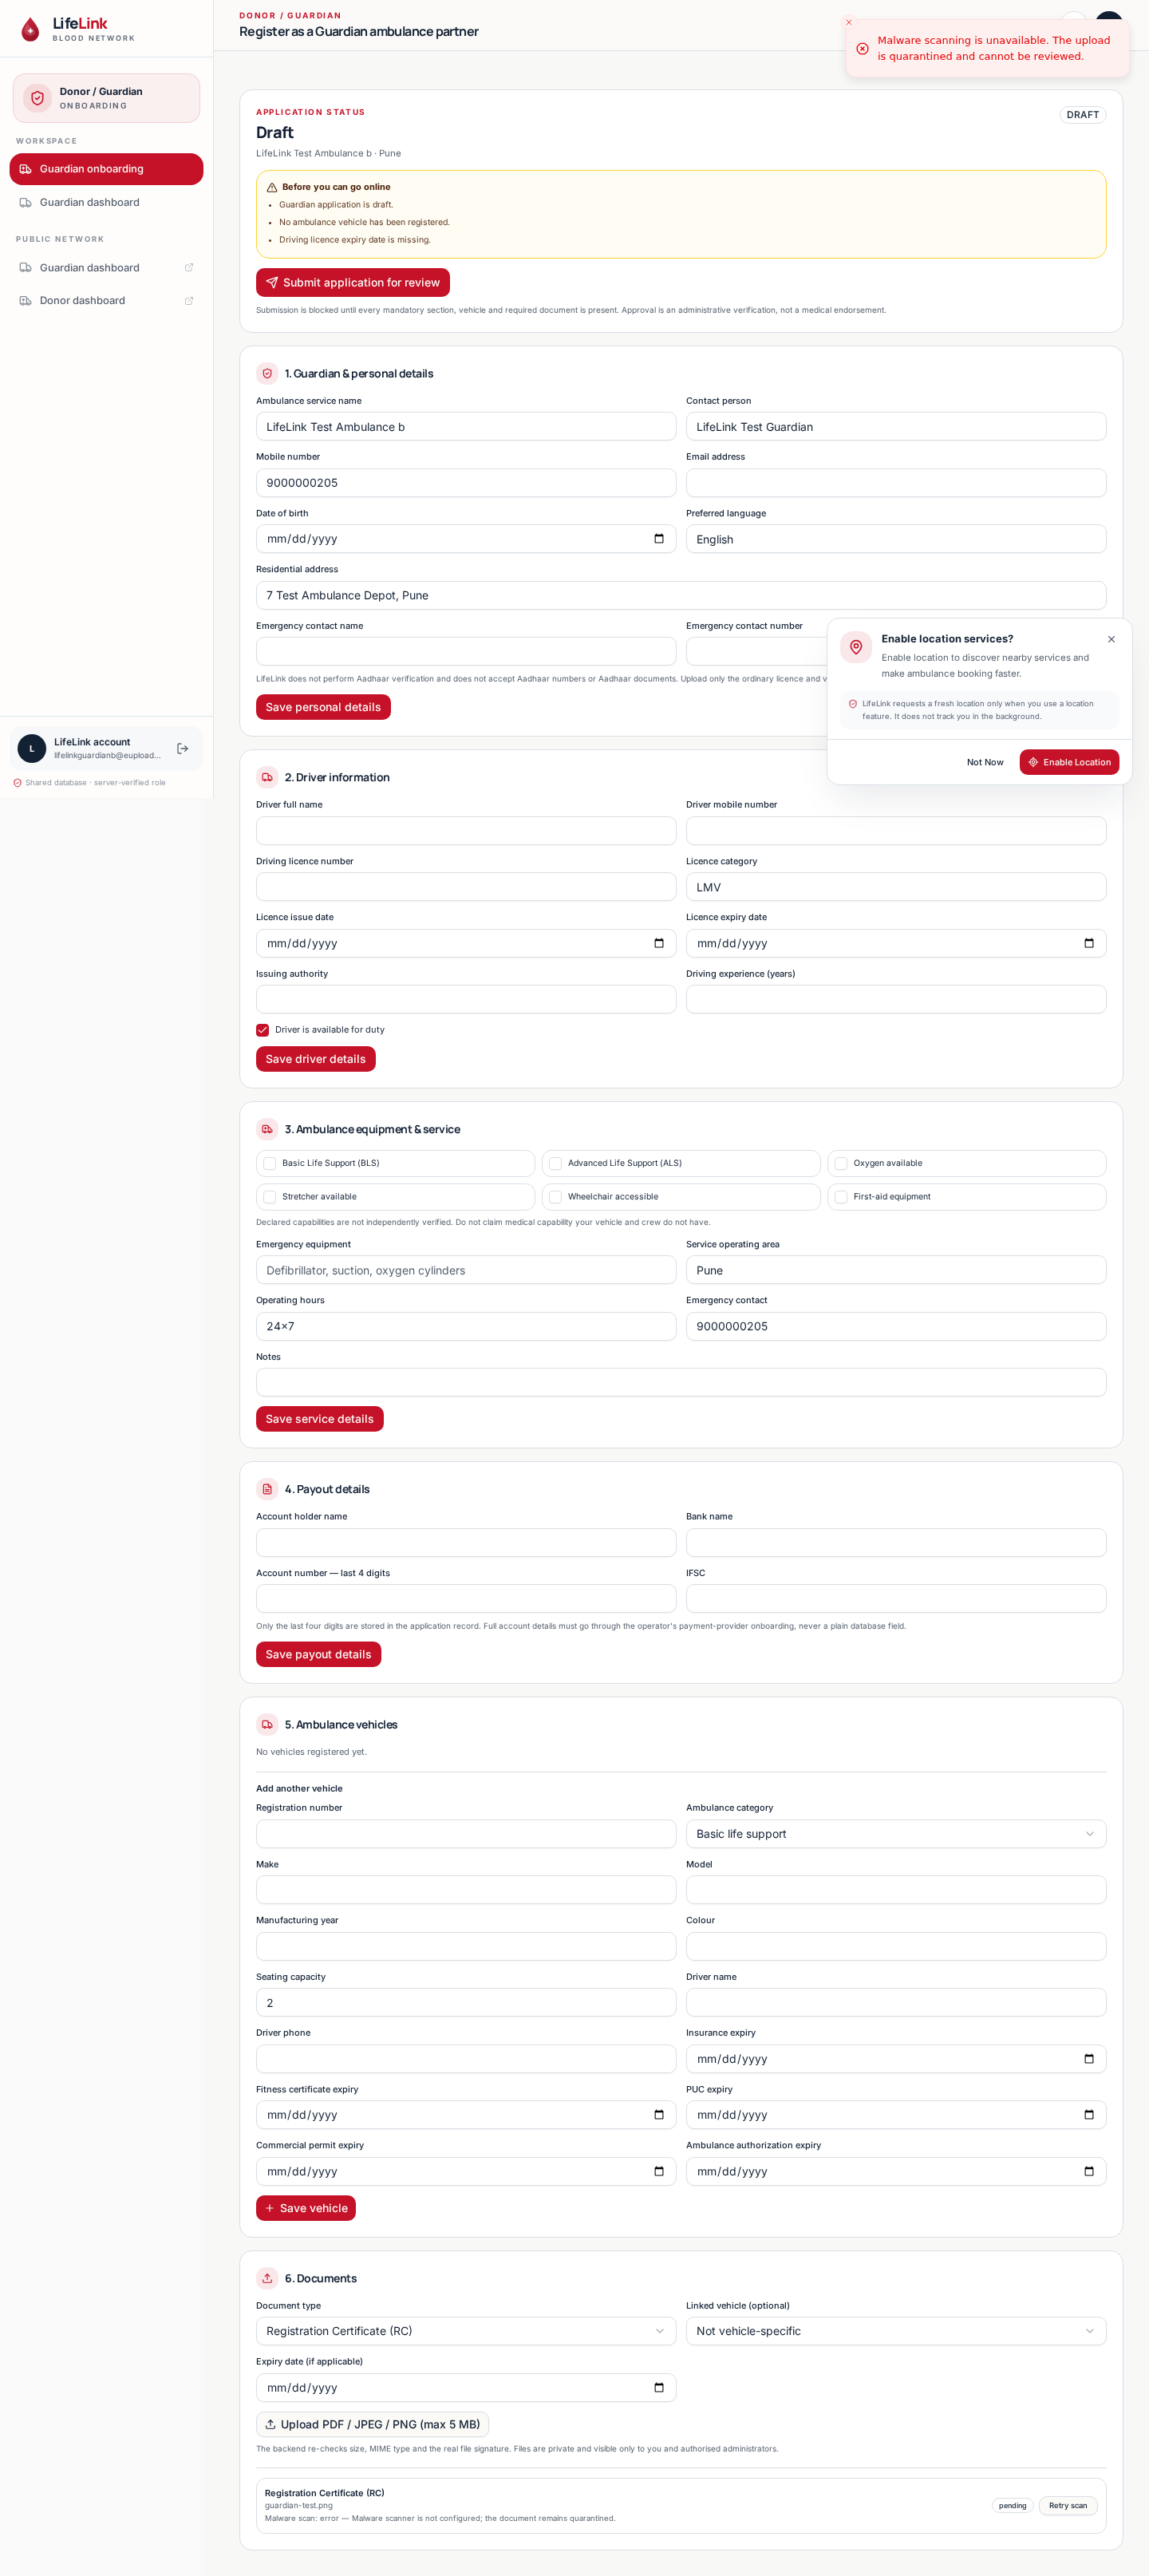 LifeLink
BLOOD NETWORK
Donor / Guardian
ONBOARDING
WORKSPACE
Guardian onboarding
Guardian dashboard
PUBLIC NETWORK
Guardian dashboard
Donor dashboard
L
LifeLink account
lifelinkguardianb@eupload...
Shared database · server-verified role
DONOR / GUARDIAN
Register as a Guardian ambulance partner
Malware scanning is unavailable. The upload
is quarantined and cannot be reviewed.
APPLICATION STATUS
DRAFT
Draft
LifeLink Test Ambulance b · Pune
Before you can go online
• Guardian application is draft.
• No ambulance vehicle has been registered.
• Driving licence expiry date is missing.
Submit application for review
Submission is blocked until every mandatory section, vehicle and required document is present. Approval is an administrative verification, not a medical endorsement.
1. Guardian & personal details
Ambulance service name
Contact person
LifeLink Test Ambulance b
LifeLink Test Guardian
Mobile number
Email address
9000000205
Date of birth
Preferred language
mm/dd/yyyy
English
Residential address
7 Test Ambulance Depot, Pune
Emergency contact name
Emergency contact number
LifeLink does not perform Aadhaar verification and does not accept Aadhaar numbers or Aadhaar documents. Upload only the ordinary licence and v
Save personal details
Enable location services?
Enable location to discover nearby services and
make ambulance booking faster.
LifeLink requests a fresh location only when you use a location
feature. It does not track you in the background.
Not Now
Enable Location
2. Driver information
Driver full name
Driver mobile number
Driving licence number
Licence category
LMV
Licence issue date
Licence expiry date
mm/dd/yyyy
mm/dd/yyyy
Issuing authority
Driving experience (years)
Driver is available for duty
Save driver details
3. Ambulance equipment & service
Basic Life Support (BLS)
Advanced Life Support (ALS)
Oxygen available
Stretcher available
Wheelchair accessible
First-aid equipment
Declared capabilities are not independently verified. Do not claim medical capability your vehicle and crew do not have.
Emergency equipment
Service operating area
Defibrillator, suction, oxygen cylinders
Pune
Operating hours
Emergency contact
24×7
9000000205
Notes
Save service details
4. Payout details
Account holder name
Bank name
Account number — last 4 digits
IFSC
Only the last four digits are stored in the application record. Full account details must go through the operator's payment-provider onboarding, never a plain database field.
Save payout details
5. Ambulance vehicles
No vehicles registered yet.
Add another vehicle
Registration number
Ambulance category
Basic life support
Make
Model
Manufacturing year
Colour
Seating capacity
Driver name
2
Driver phone
Insurance expiry
mm/dd/yyyy
Fitness certificate expiry
PUC expiry
mm/dd/yyyy
mm/dd/yyyy
Commercial permit expiry
Ambulance authorization expiry
mm/dd/yyyy
mm/dd/yyyy
Save vehicle
6. Documents
Document type
Linked vehicle (optional)
Registration Certificate (RC)
Not vehicle-specific
Expiry date (if applicable)
mm/dd/yyyy
Upload PDF / JPEG / PNG (max 5 MB)
The backend re-checks size, MIME type and the real file signature. Files are private and visible only to you and authorised administrators.
Registration Certificate (RC)
guardian-test.png
Malware scan: error — Malware scanner is not configured; the document remains quarantined.
pending
Retry scan